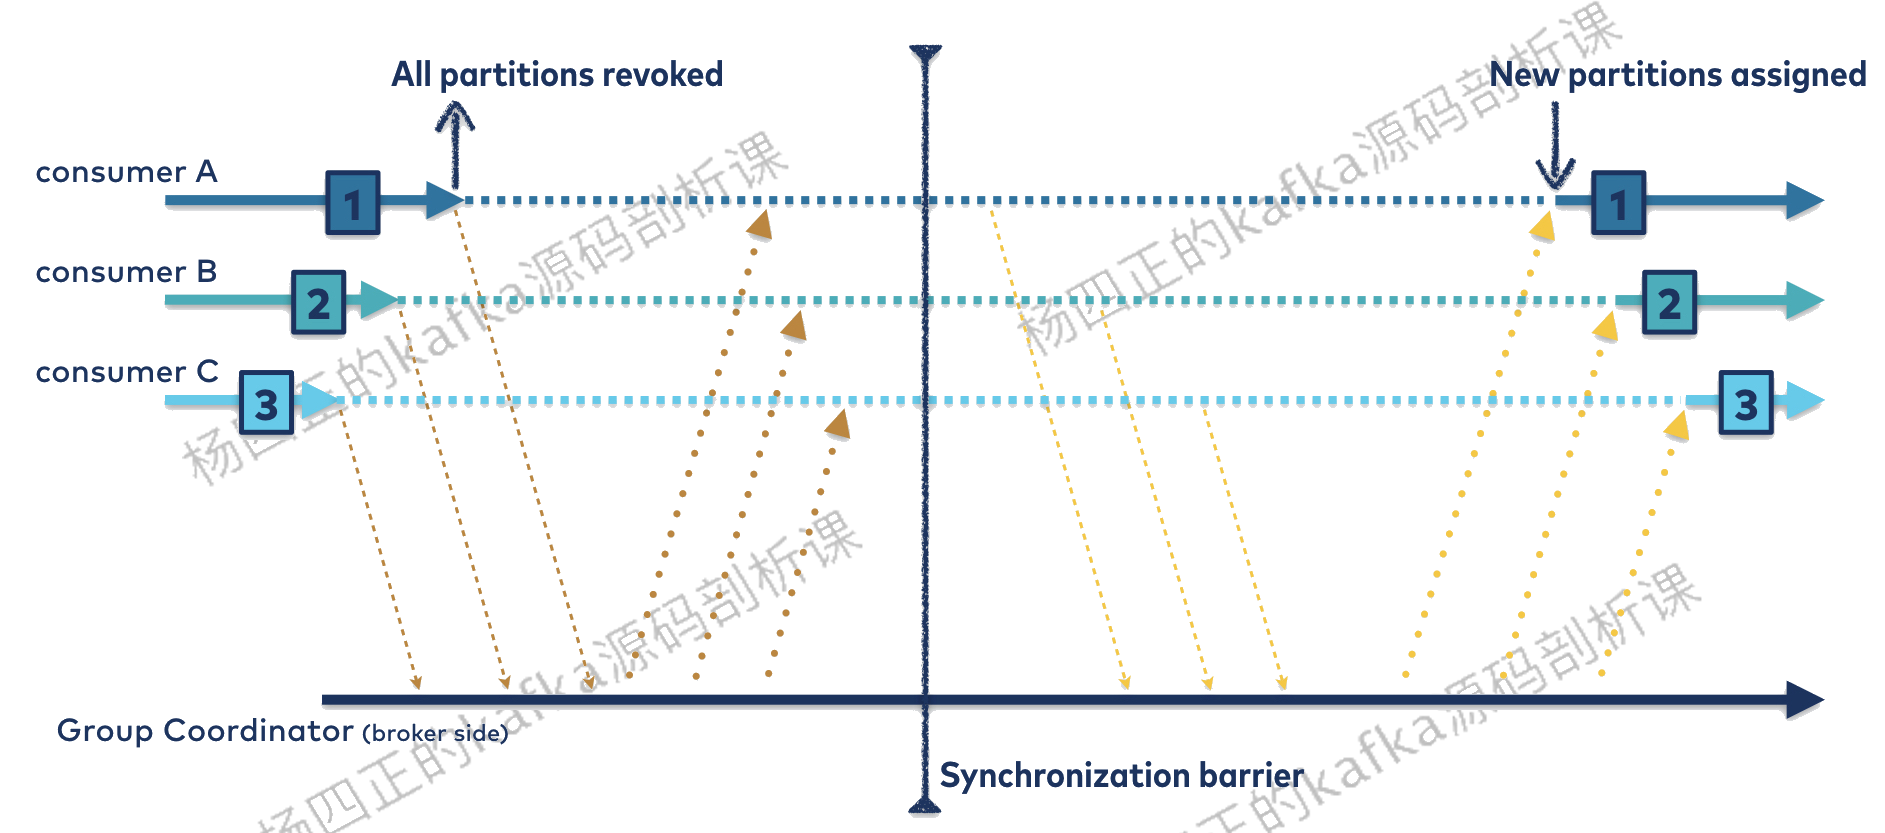 All partitions revoked
New partitions assigned
consumer A
1
1
consumer B
2
2
consumer C
3
3
Group Coordinator (broker side)
Synchronization barrier
杨四正的kafka源码剖析课
杨四正的kafka源码剖析课
杨四正的kafka源码剖析课
正的kafka源码剖析课